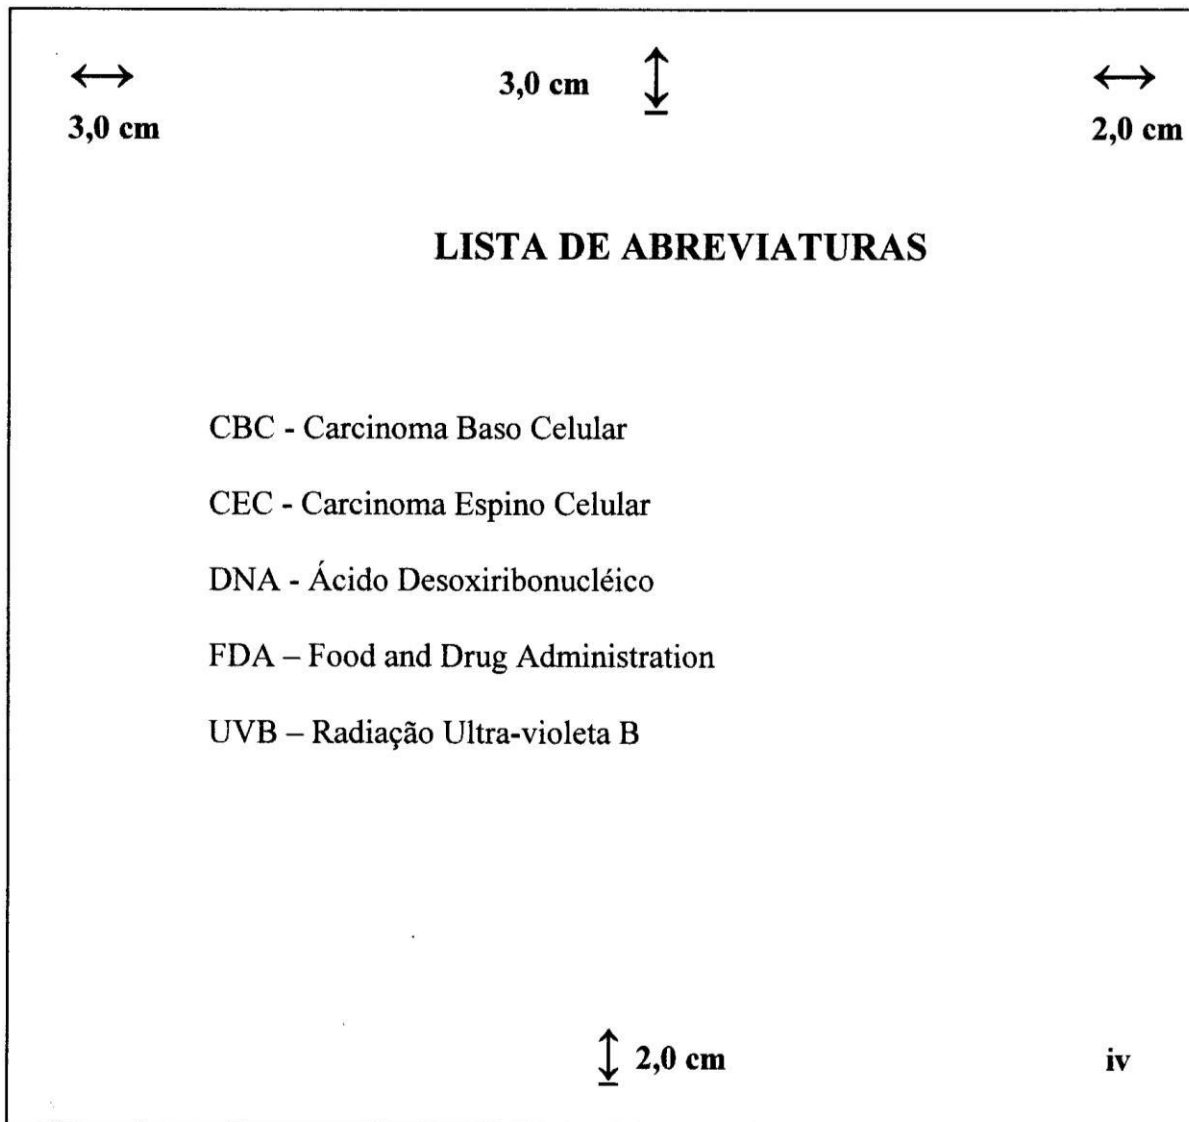 3,0 cm
3,0 cm
2,0 cm
LISTA DE ABREVIATURAS
CBC - Carcinoma Baso Celular
CEC - Carcinoma Espino Celular
DNA - Ácido Desoxiribonucléico
FDA – Food and Drug Administration
UVB – Radiação Ultra-violeta B
2,0 cm
iv